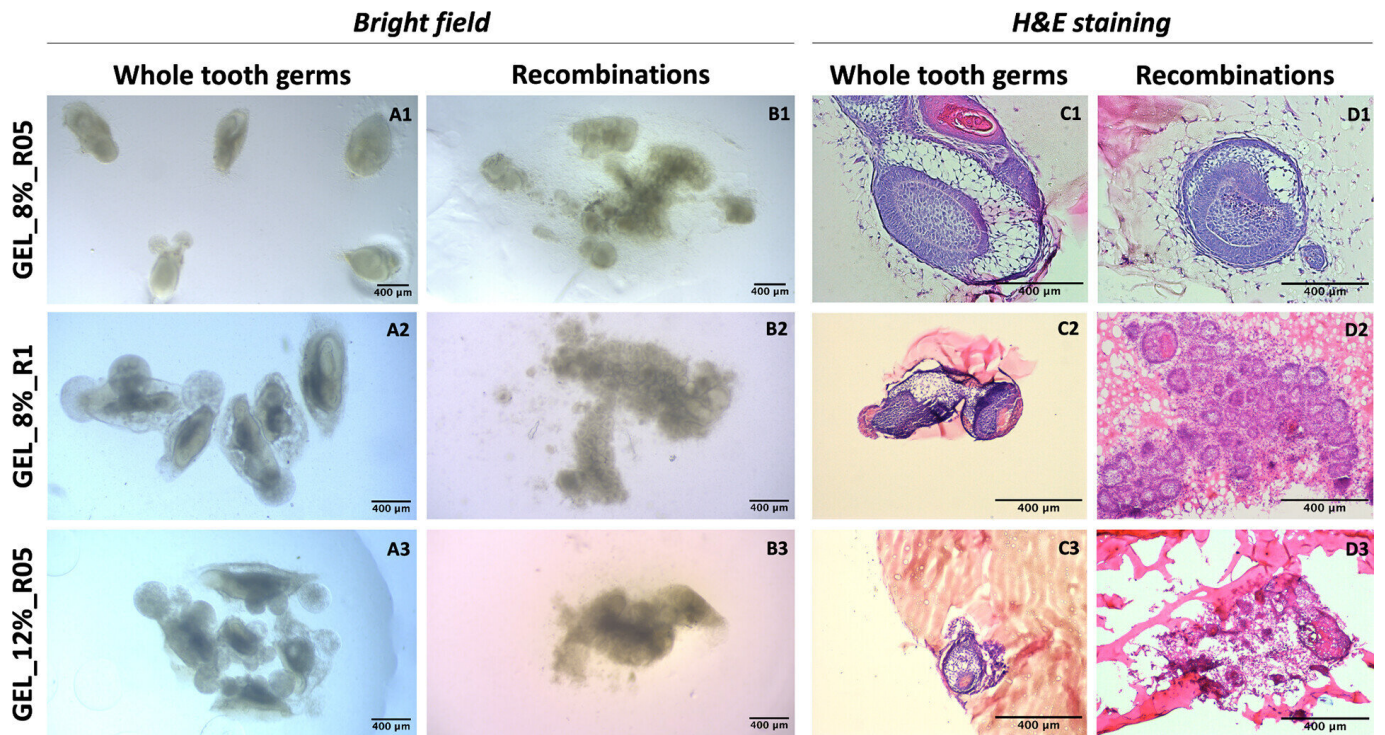 Bright field
H&E staining
Whole tooth germs
Recombinations
Whole tooth germs
Recombinations
GEL_8%_R05
A1
400 µm
B1
400 µm
C1
400 µm
D1
400 µm
GEL_8%_R1
A2
400 µm
B2
400 µm
C2
400 µm
D2
400 µm
GEL_12%_R05
A3
400 µm
B3
400 µm
C3
400 µm
D3
400 µm